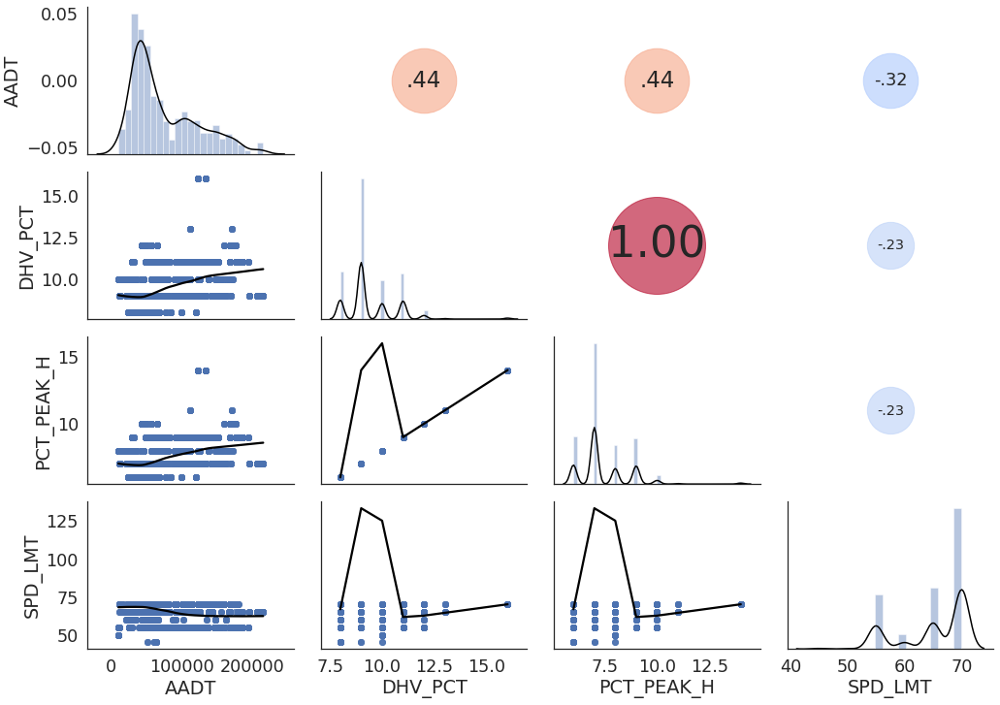 0.05
0.00
−0.05
AADT
.44
.44
-.32
15.0
12.5
10.0
DHV_PCT
1.00
-.23
15
10
PCT_PEAK_H
-.23
125
100
75
50
SPD_LMT
0 100000 200000
7.5 10.0 12.5 15.0
7.5 10.0 12.5
40 50 60 70
AADT
DHV_PCT
PCT_PEAK_H
SPD_LMT